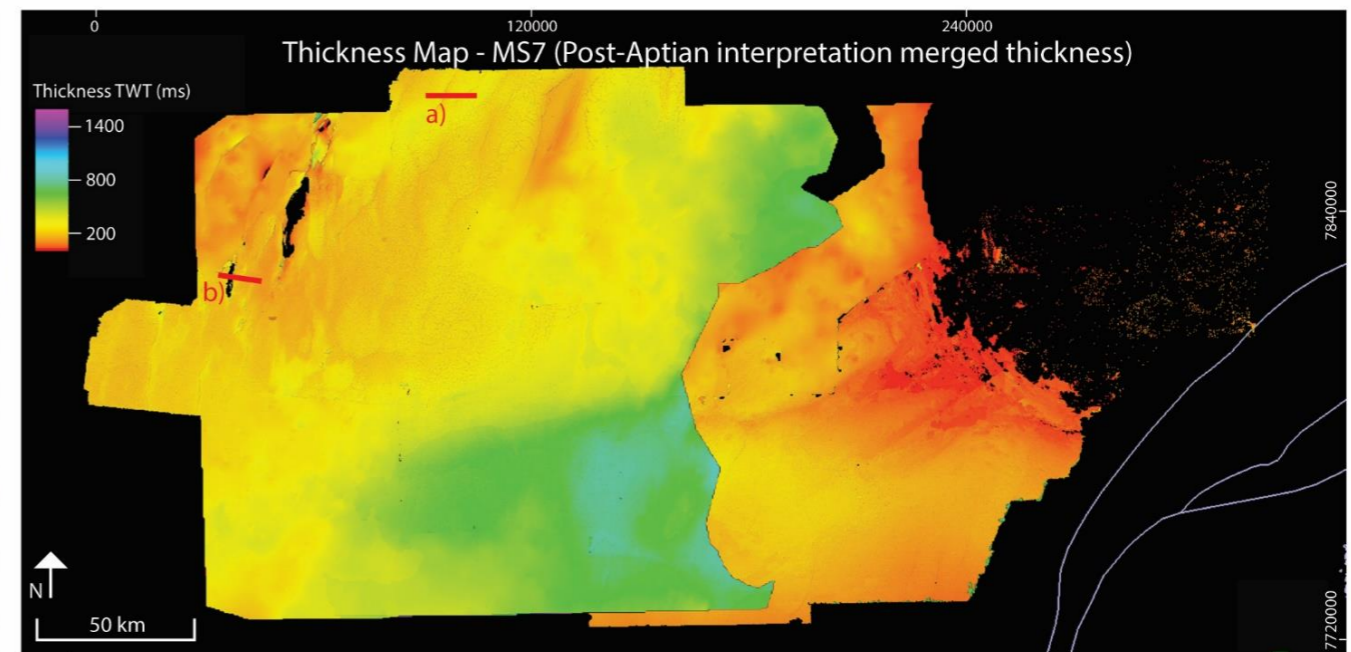 0 120000 240000
Thickness Map - MS7 (Post-Aptian interpretation merged thickness)
Thickness TWT (ms)
1400
800
200
a)
b)
7840000
N
50 km
7720000